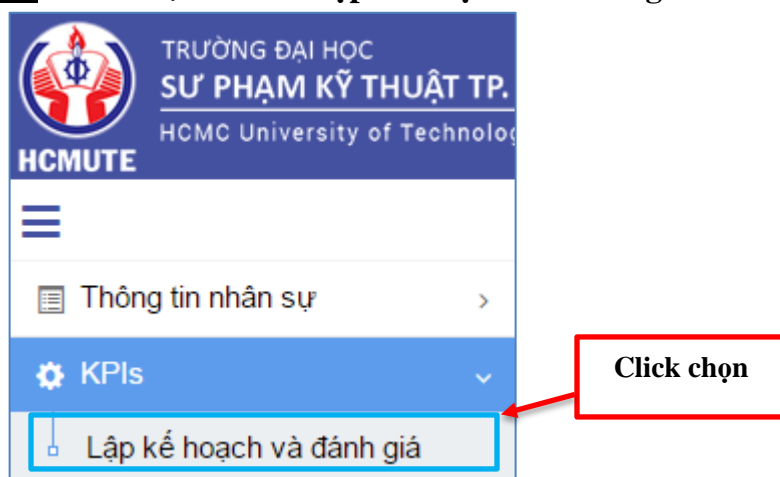 TRƯỜNG ĐẠI HỌC
SƯ PHẠM KỸ THUẬT TP.
HCMC University of Technolog
HCMUTE
Thông tin nhân sự
KPIs
Click chọn
Lập kế hoạch và đánh giá